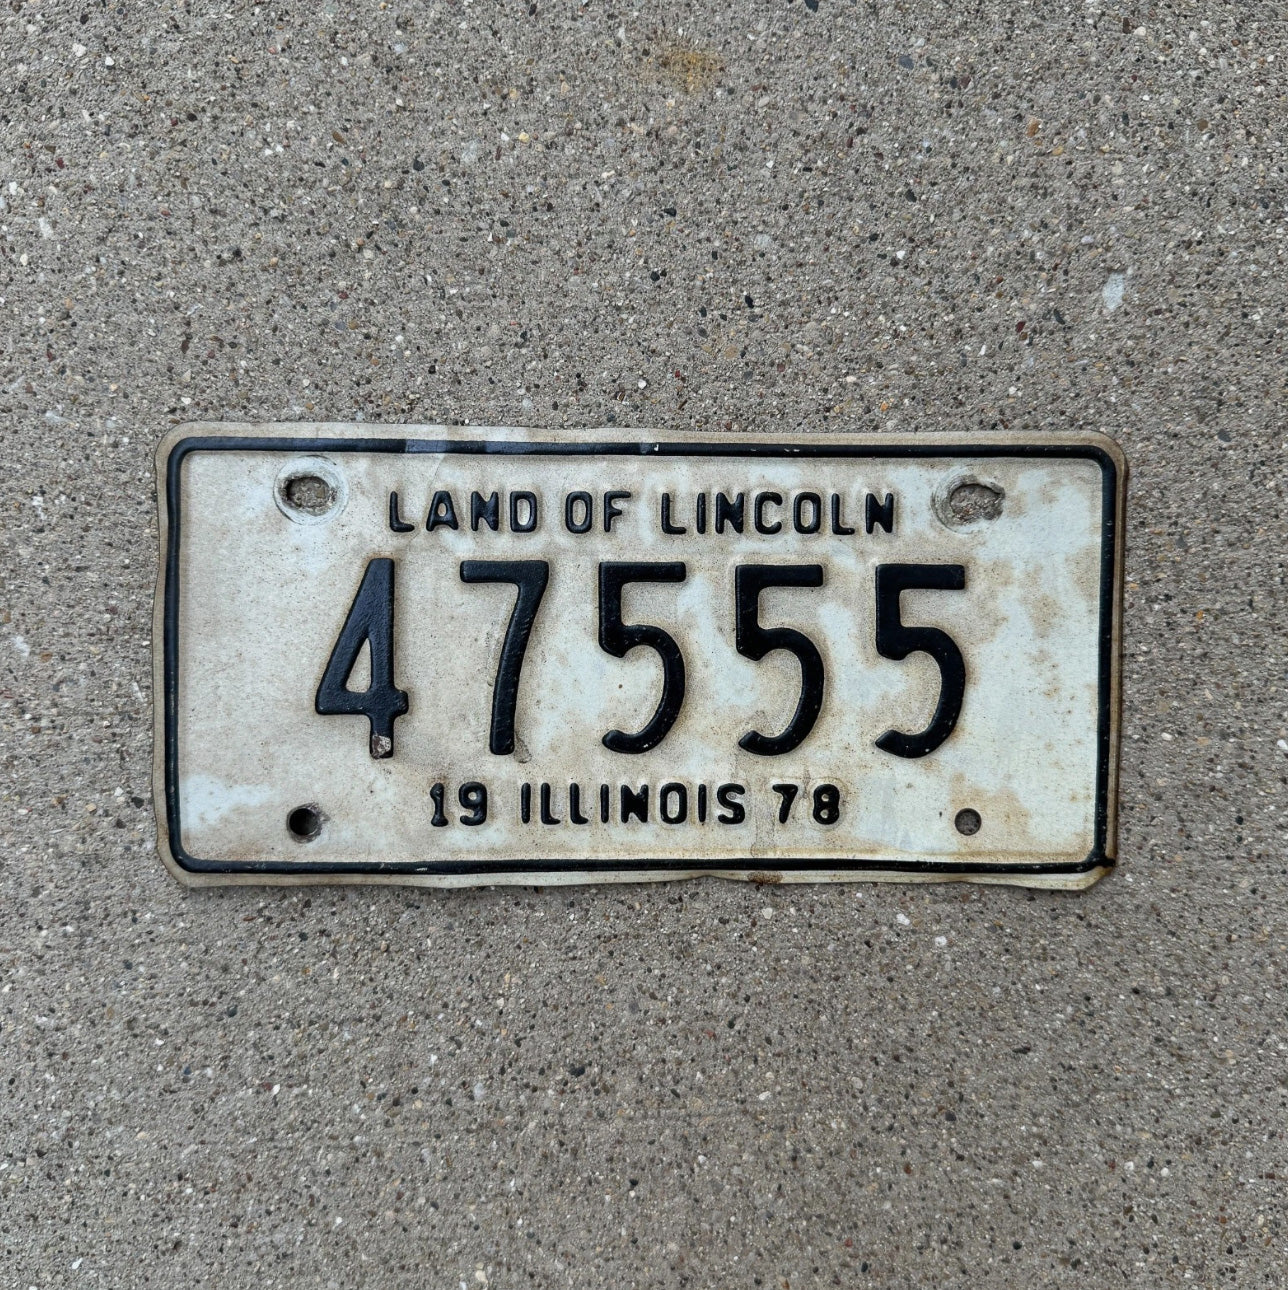 LAND OF LINCOLN
47555
19 ILLINOIS 78